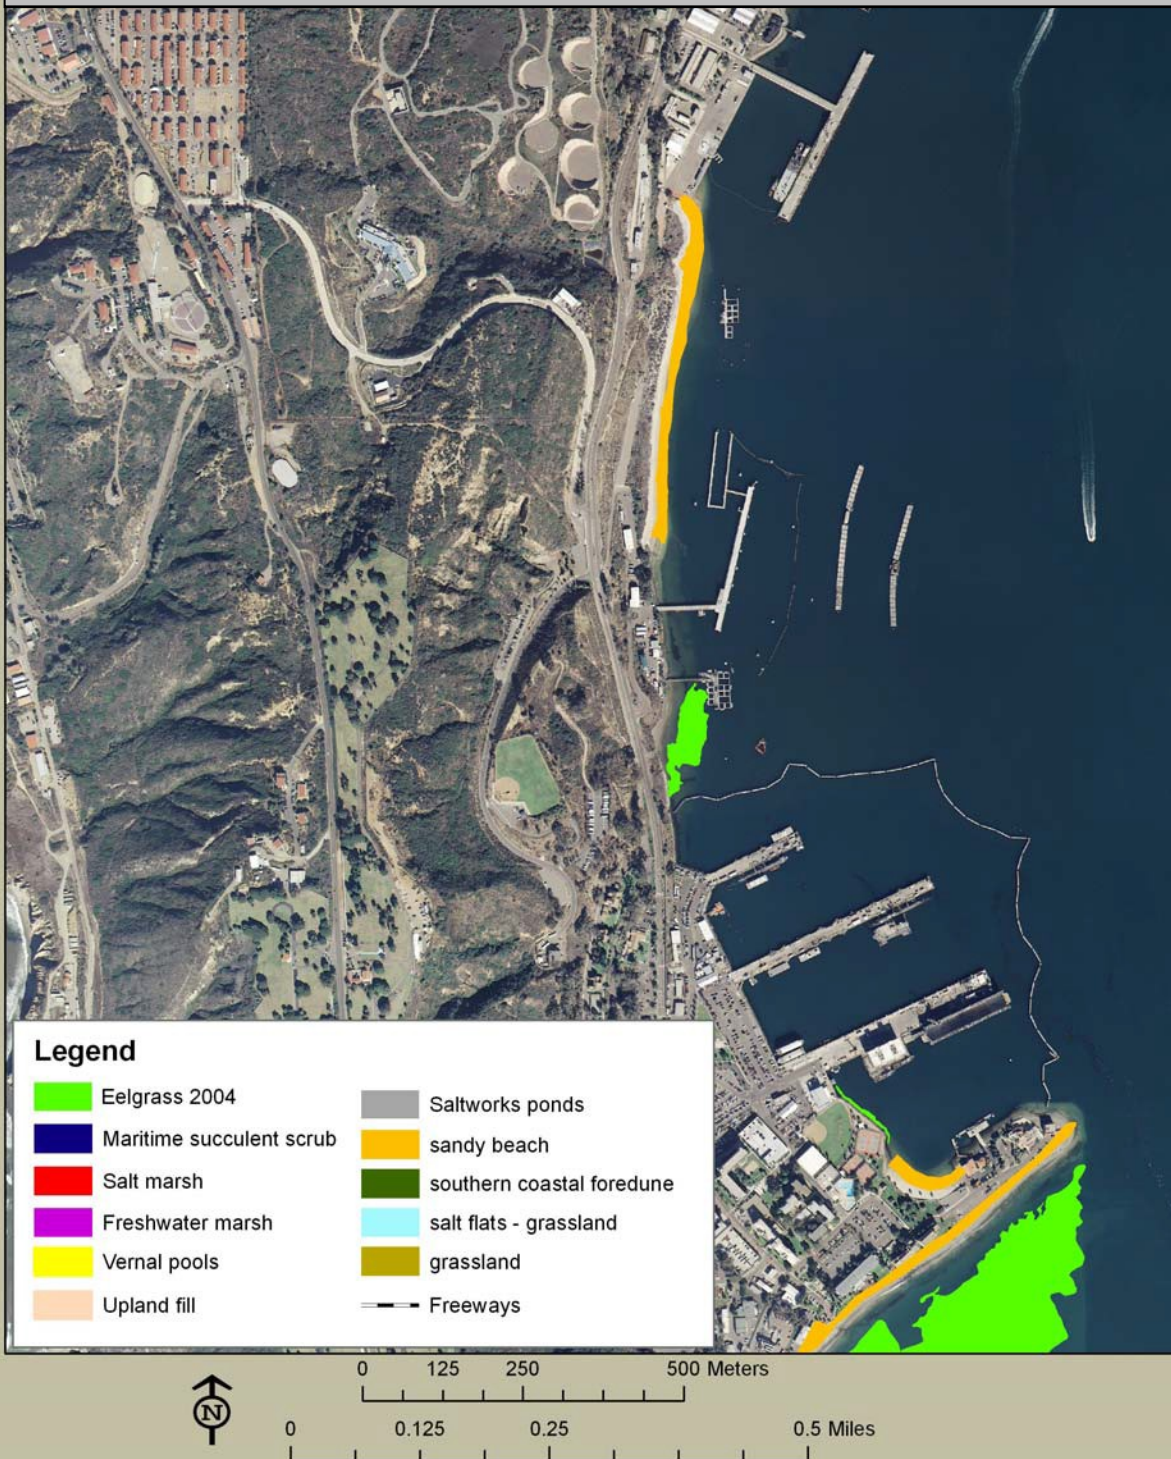 Legend
Eelgrass 2004
Maritime succulent scrub
Salt marsh
Freshwater marsh
Vernal pools
Upland fill
Saltworks ponds
sandy beach
southern coastal foredune
salt flats - grassland
grassland
Freeways
0 125 250 500 Meters
N
0 0.125 0.25 0.5 Miles